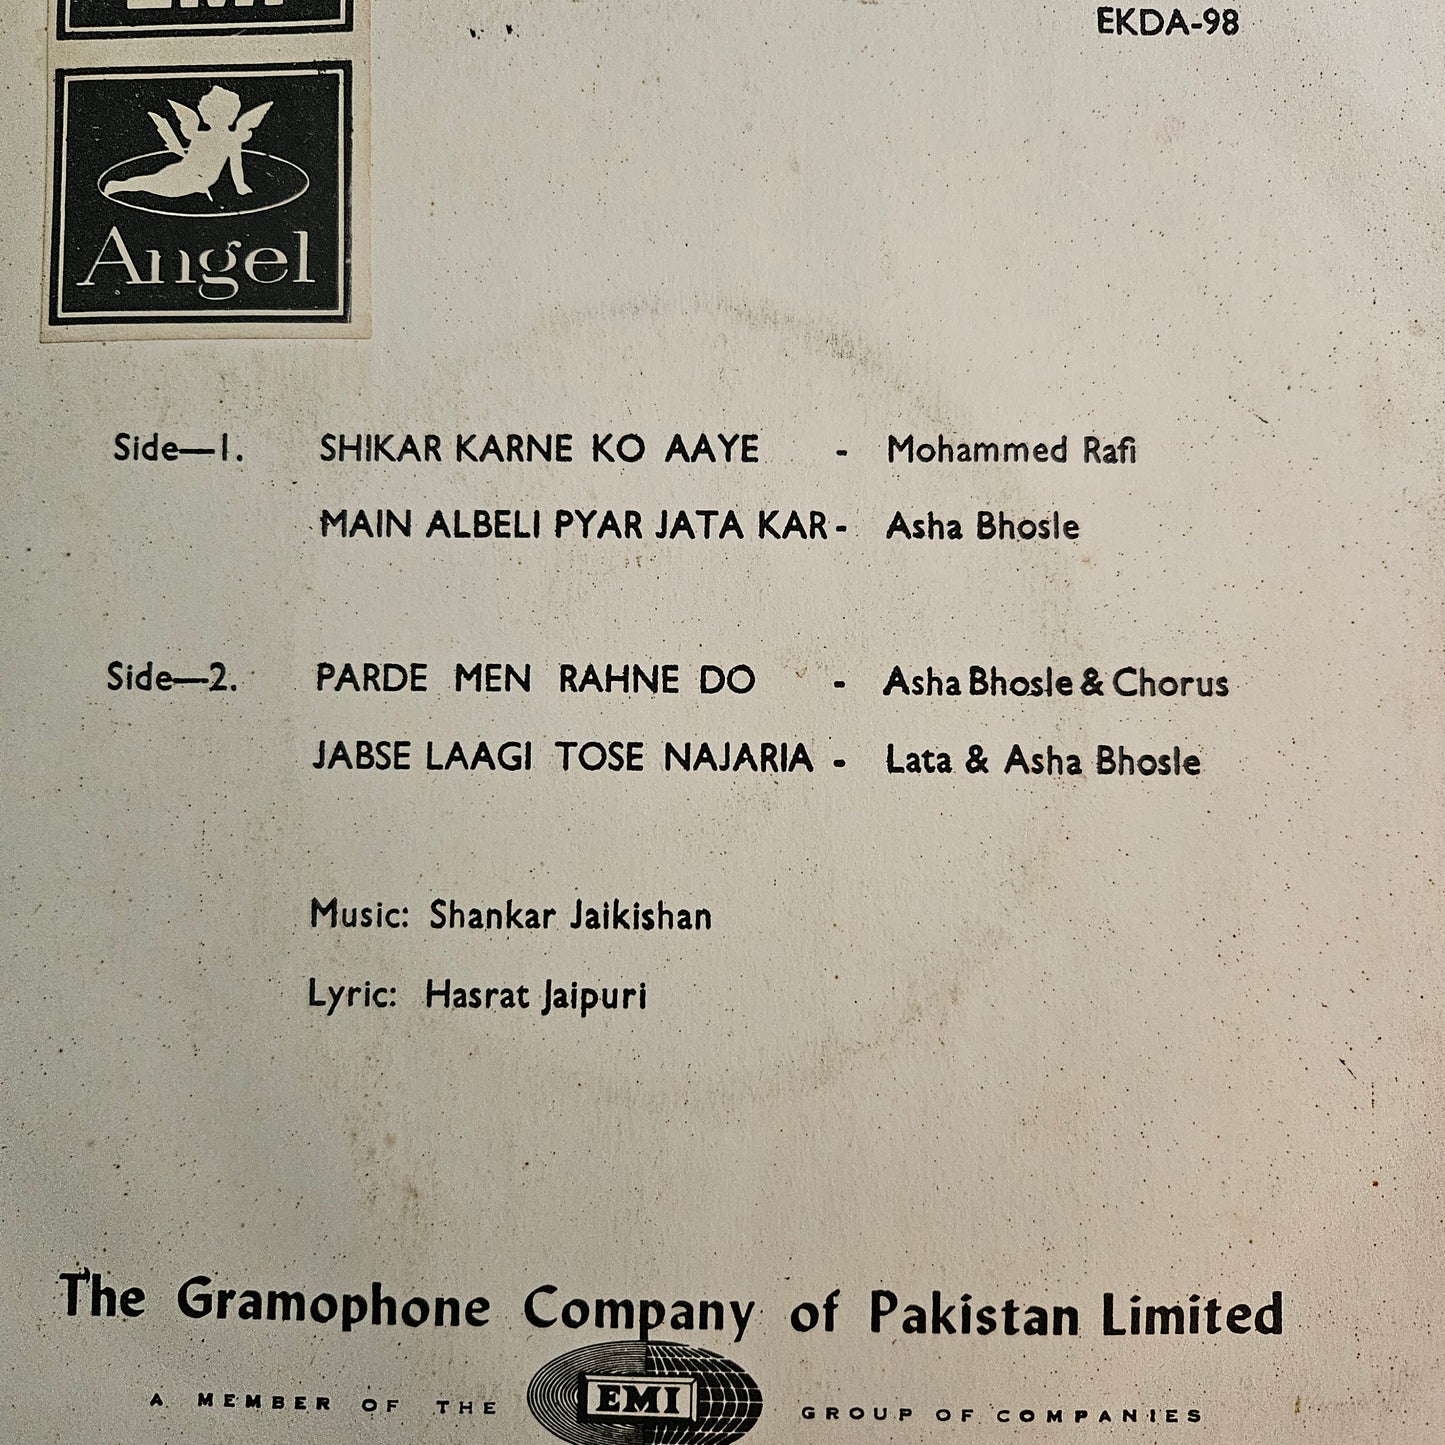 EMI
EKDA-98
Angel
Side—1. SHIKAR KARNE KO AAYE - Mohammed Rafi
MAIN ALBELI PYAR JATA KAR - Asha Bhosle
Side—2. PARDE MEN RAHNE DO - Asha Bhosle & Chorus
JABSE LAAGI TOSE NAJARIA - Lata & Asha Bhosle
Music: Shankar Jaikishan
Lyric: Hasrat Jaipuri
The Gramophone Company of Pakistan Limited
A MEMBER OF THE EMI GROUP OF COMPANIES